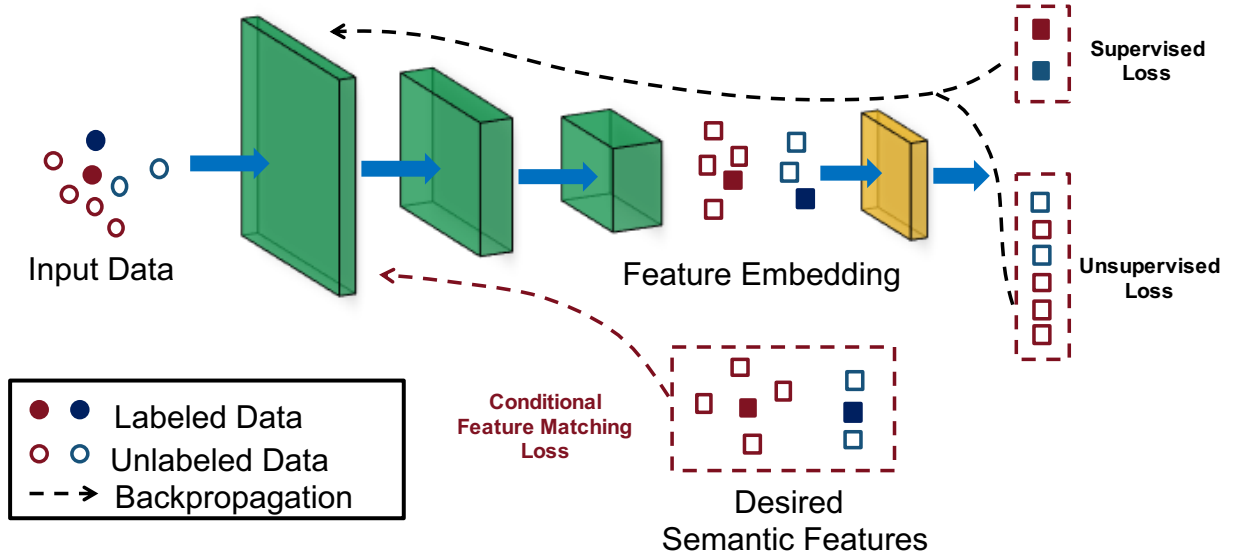 Supervised
Loss
Input Data
Feature Embedding
Unsupervised
Loss
Conditional
Feature Matching
Loss
Labeled Data
Unlabeled Data
Backpropagation
Desired
Semantic Features